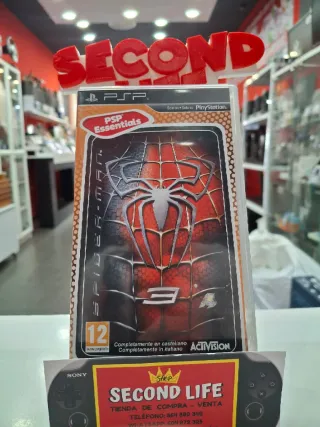 SECOND
PSP
PlayStation
PSP
Essentials
SPIDER-MAN
3
12
Completamente en castellano
Completamente in italiano
ACTIVISION
SONY
SECOND LIFE
TIENDA DE COMPRA - VENTA